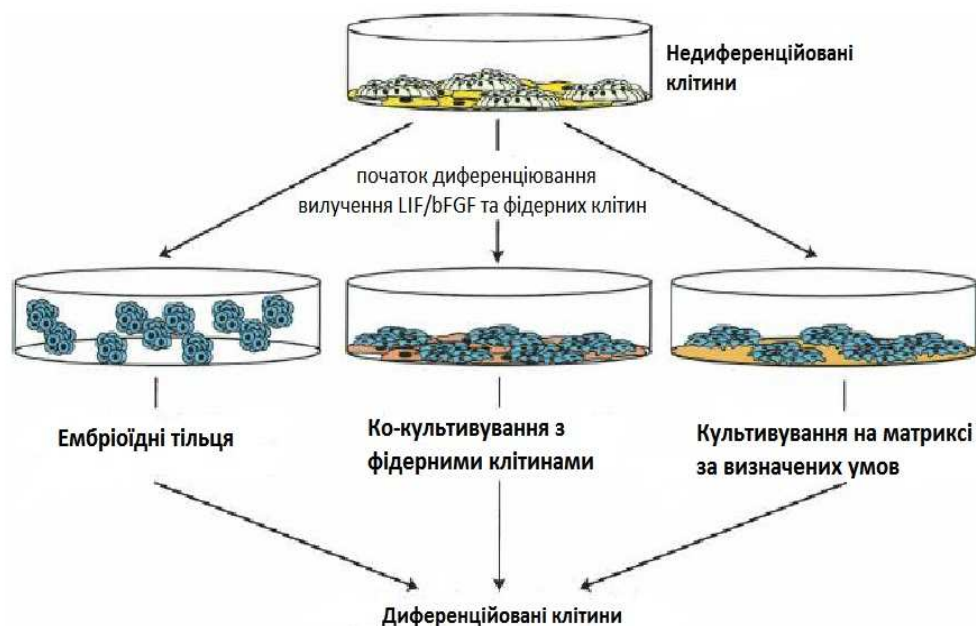 Недиференційовані
клітини
початок диференціювання
вилучення LIF/bFGF та фідерних клітин
Ембріоїдні тільця
Ко-культивування з
фідерними клітинами
Культивування на матриксі
за визначених умов
Диференційовані клітини